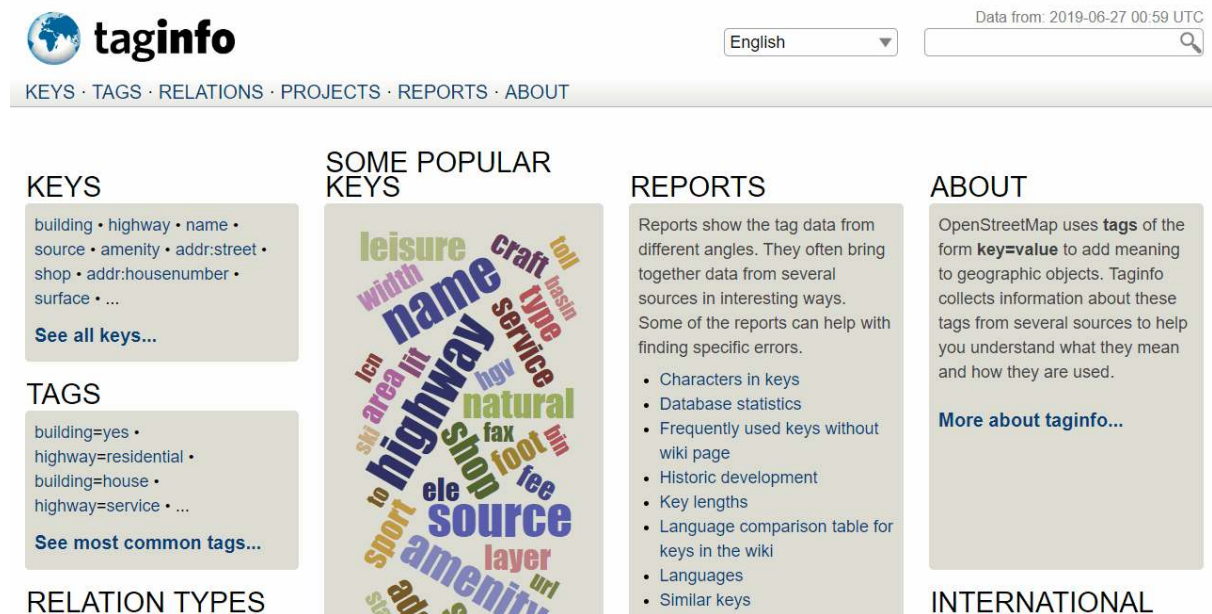 taginfo
Data from: 2019-06-27 00:59 UTC
English
KEYS · TAGS · RELATIONS · PROJECTS · REPORTS · ABOUT
KEYS
building • highway • name •
source • amenity • addr:street •
shop • addr:housenumber •
surface • ...
See all keys...
TAGS
building=yes •
highway=residential •
building=house •
highway=service • ...
See most common tags...
RELATION TYPES
SOME POPULAR
KEYS
leisure
craft
toll
width
name
basin
type
service
lcn
lit
area
highway
hgv
natural
ski
shop
fax
foot
bin
fee
to
ele
source
sport
amenity
layer
url
REPORTS
Reports show the tag data from
different angles. They often bring
together data from several
sources in interesting ways.
Some of the reports can help with
finding specific errors.
• Characters in keys
• Database statistics
• Frequently used keys without
wiki page
• Historic development
• Key lengths
• Language comparison table for
keys in the wiki
• Languages
• Similar keys
ABOUT
OpenStreetMap uses tags of the
form key=value to add meaning
to geographic objects. Taginfo
collects information about these
tags from several sources to help
you understand what they mean
and how they are used.
More about taginfo...
INTERNATIONAL